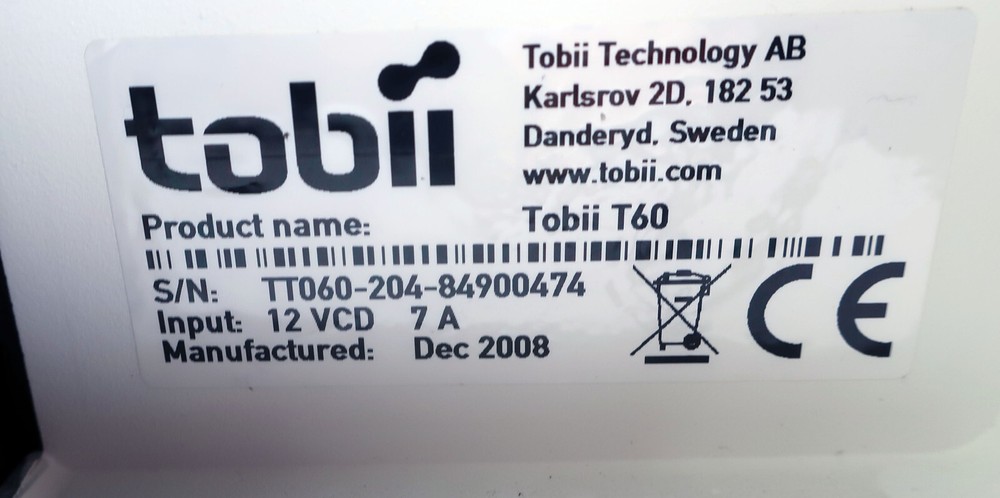 tobii
Tobii Technology AB
Karlsrov 2D, 182 53
Danderyd, Sweden
www.tobii.com
Product name: Tobii T60
S/N: TT060-204-84900474
Input: 12 VCD 7 A
Manufactured: Dec 2008
CE